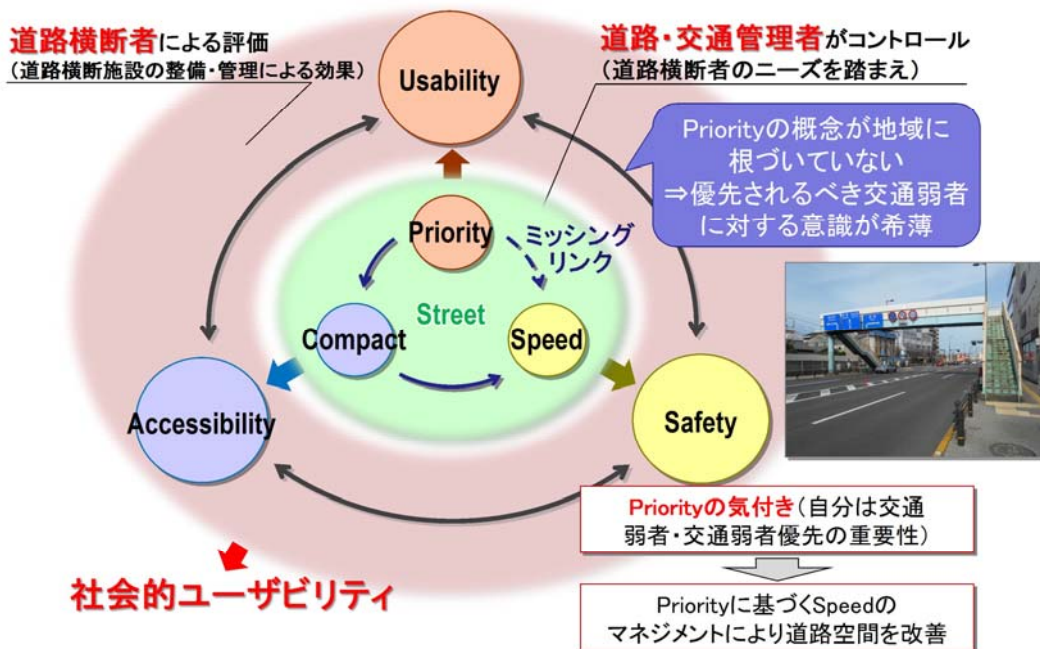 道路横断者による評価
(道路横断施設の整備・管理による効果)
道路・交通管理者がコントロール
(道路横断者のニーズを踏まえ)
Usability
Priorityの概念が地域に
根づいていない
⇒優先されるべき交通弱者
に対する意識が希薄
Priority
ミッシング
リンク
Street
Compact
Speed
Accessibility
Safety
Priorityの気付き(自分は交通
弱者・交通弱者優先の重要性)
社会的ユーザビリティ
Priorityに基づくSpeedの
マネジメントにより道路空間を改善